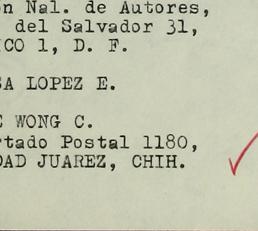 n Nal. de Autores,
del Salvador 31,
CO 1, D. F.
A LOPEZ E.
WONG C.
rtado Postal 1180,
DAD JUAREZ, CHIH.